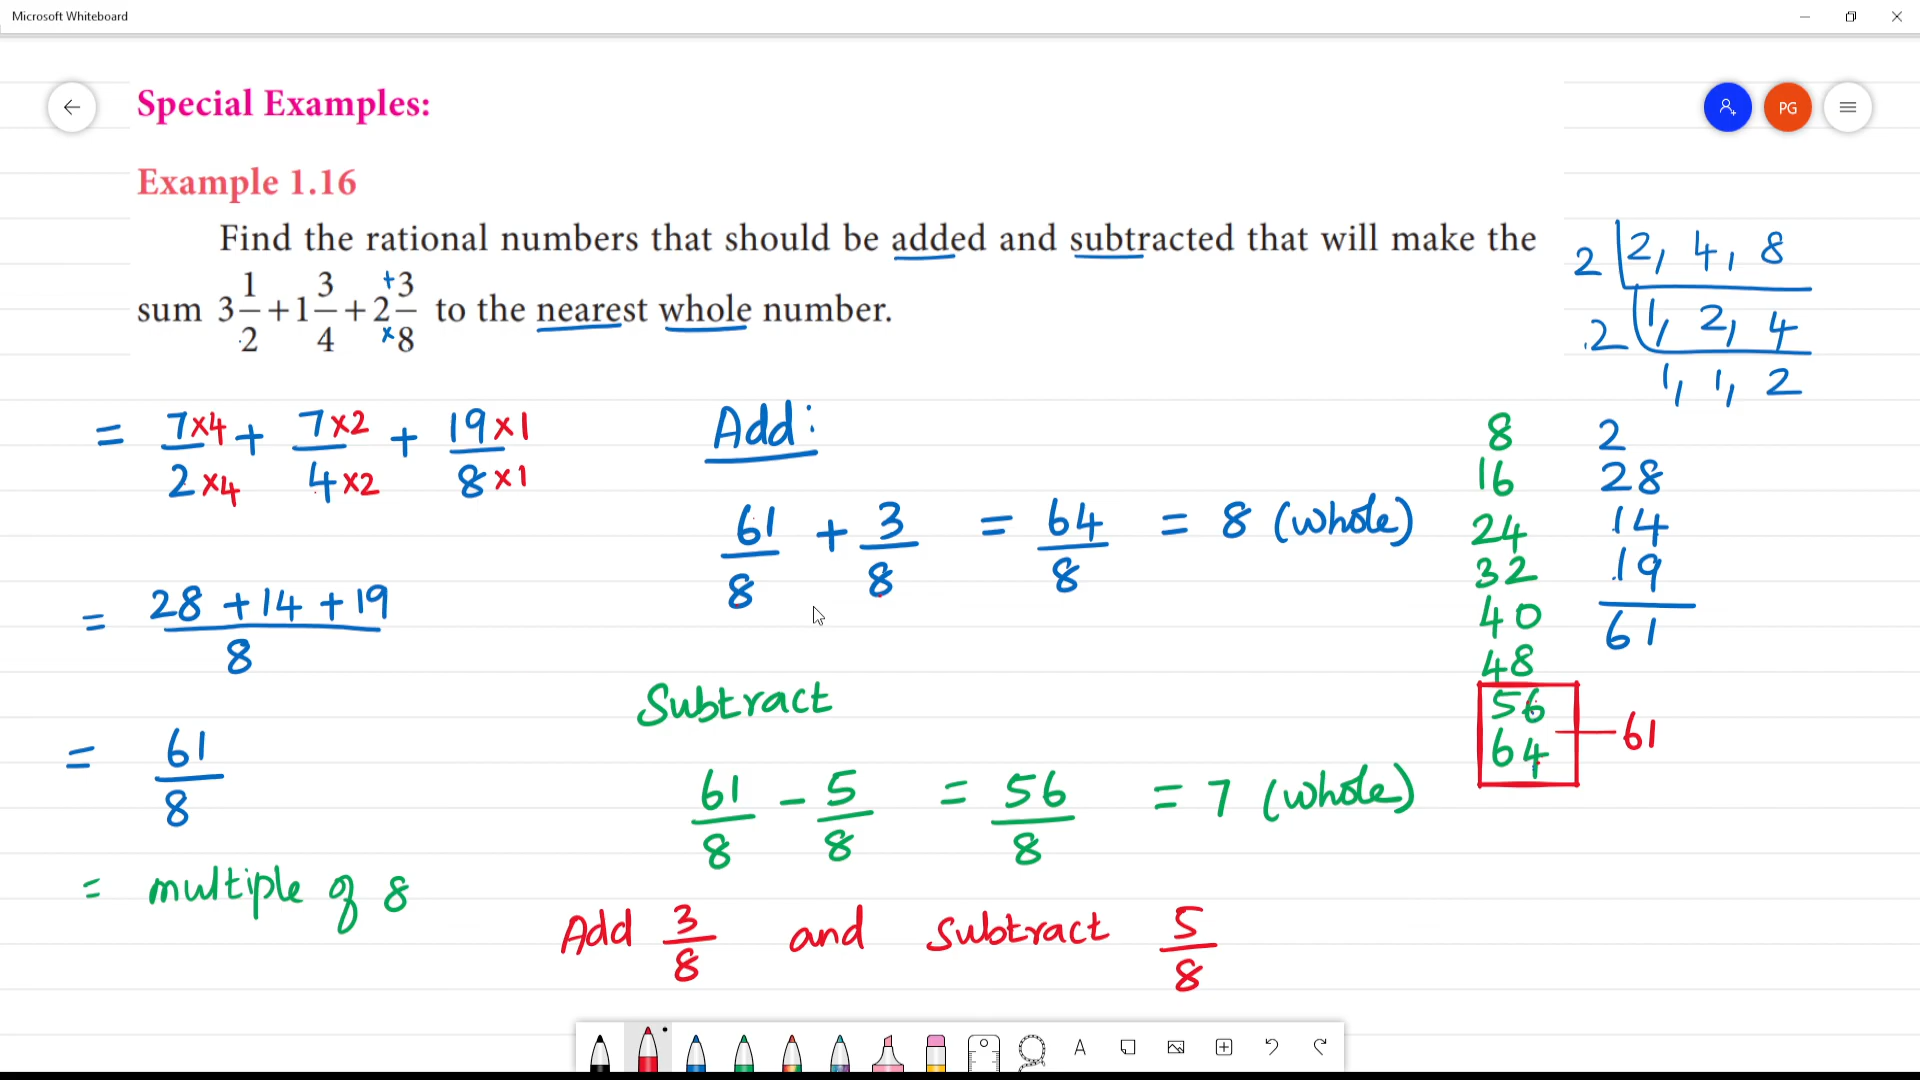 Microsoft Whiteboard
Special Examples:
PG
Example 1.16
Find the rational numbers that should be added and subtracted that will make the
sum 3 1/2 + 1 3/4 + 2 3/8 to the nearest whole number.
+
×
2 | 2, 4, 8
2 | 1, 2, 4
1, 1, 2
= 7×4/2×4 + 7×2/4×2 + 19×1/8×1
= 28 + 14 + 19 / 8
= 61/8
= multiple of 8
Add:
61/8 + 3/8 = 64/8 = 8 (whole)
Subtract
61/8 - 5/8 = 56/8 = 7 (whole)
Add 3/8 and subtract 5/8
8
16
24
32
40
48
56
64
61
2
28
14
19
61
A